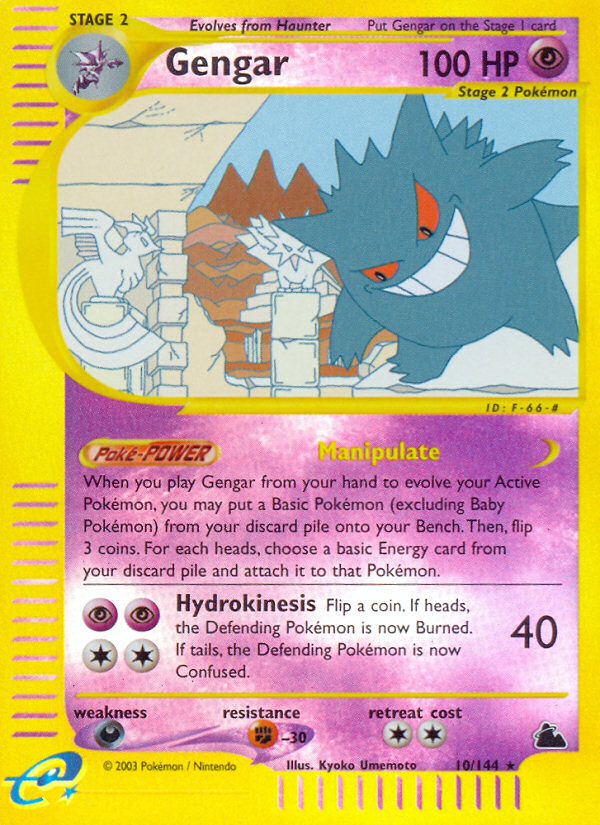 STAGE 2
Evolves from Haunter
Put Gengar on the Stage 1 card
Gengar
100 HP
Stage 2 Pokémon
ID: F-66-#
Poké-POWER
Manipulate
When you play Gengar from your hand to evolve your Active
Pokémon, you may put a Basic Pokémon (excluding Baby
Pokémon) from your discard pile onto your Bench. Then, flip
3 coins. For each heads, choose a basic Energy card from
your discard pile and attach it to that Pokémon.
Hydrokinesis Flip a coin. If heads,
the Defending Pokémon is now Burned.
If tails, the Defending Pokémon is now
Confused.
40
weakness
resistance
retreat cost
–30
e
© 2003 Pokémon / Nintendo
Illus. Kyoko Umemoto
10/144 ★